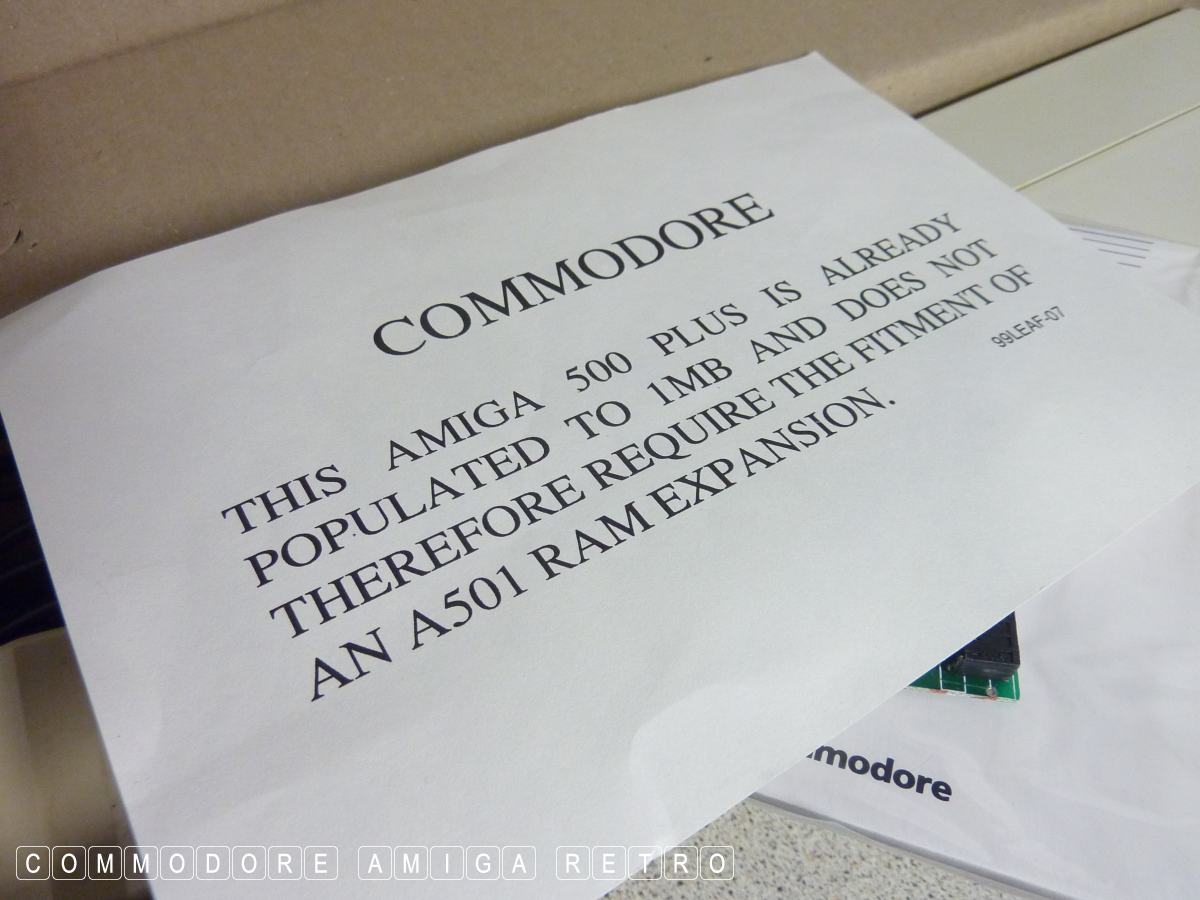 COMMODORE
THIS AMIGA 500 PLUS IS ALREADY
POPULATED TO 1MB AND DOES NOT
THEREFORE REQUIRE THE FITMENT OF
AN A501 RAM EXPANSION.
99LEAF-07
mmodore
COMMODORE AMIGA RETRO